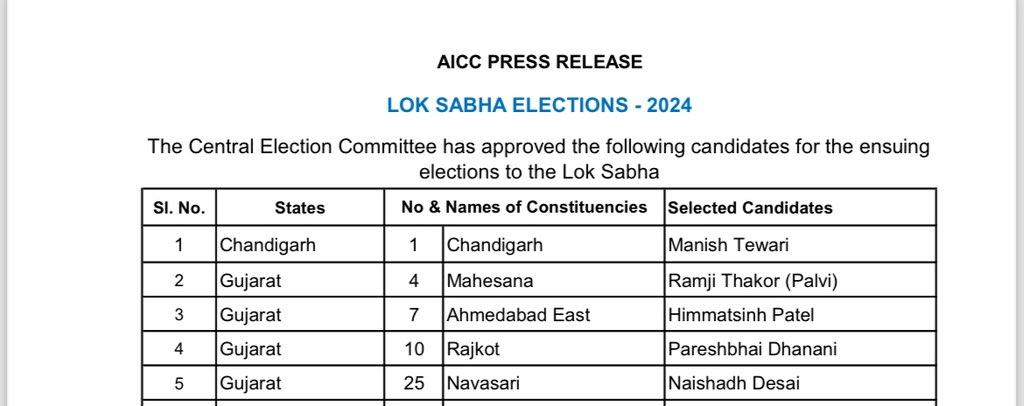 AICC PRESS RELEASE
LOK SABHA ELECTIONS - 2024
The Central Election Committee has approved the following candidates for the ensuing
elections to the Lok Sabha
Sl. No. States No & Names of Constituencies Selected Candidates
1 Chandigarh 1 Chandigarh Manish Tewari
2 Gujarat 4 Mahesana Ramji Thakor (Palvi)
3 Gujarat 7 Ahmedabad East Himmatsinh Patel
4 Gujarat 10 Rajkot Pareshbhai Dhanani
5 Gujarat 25 Navasari Naishadh Desai